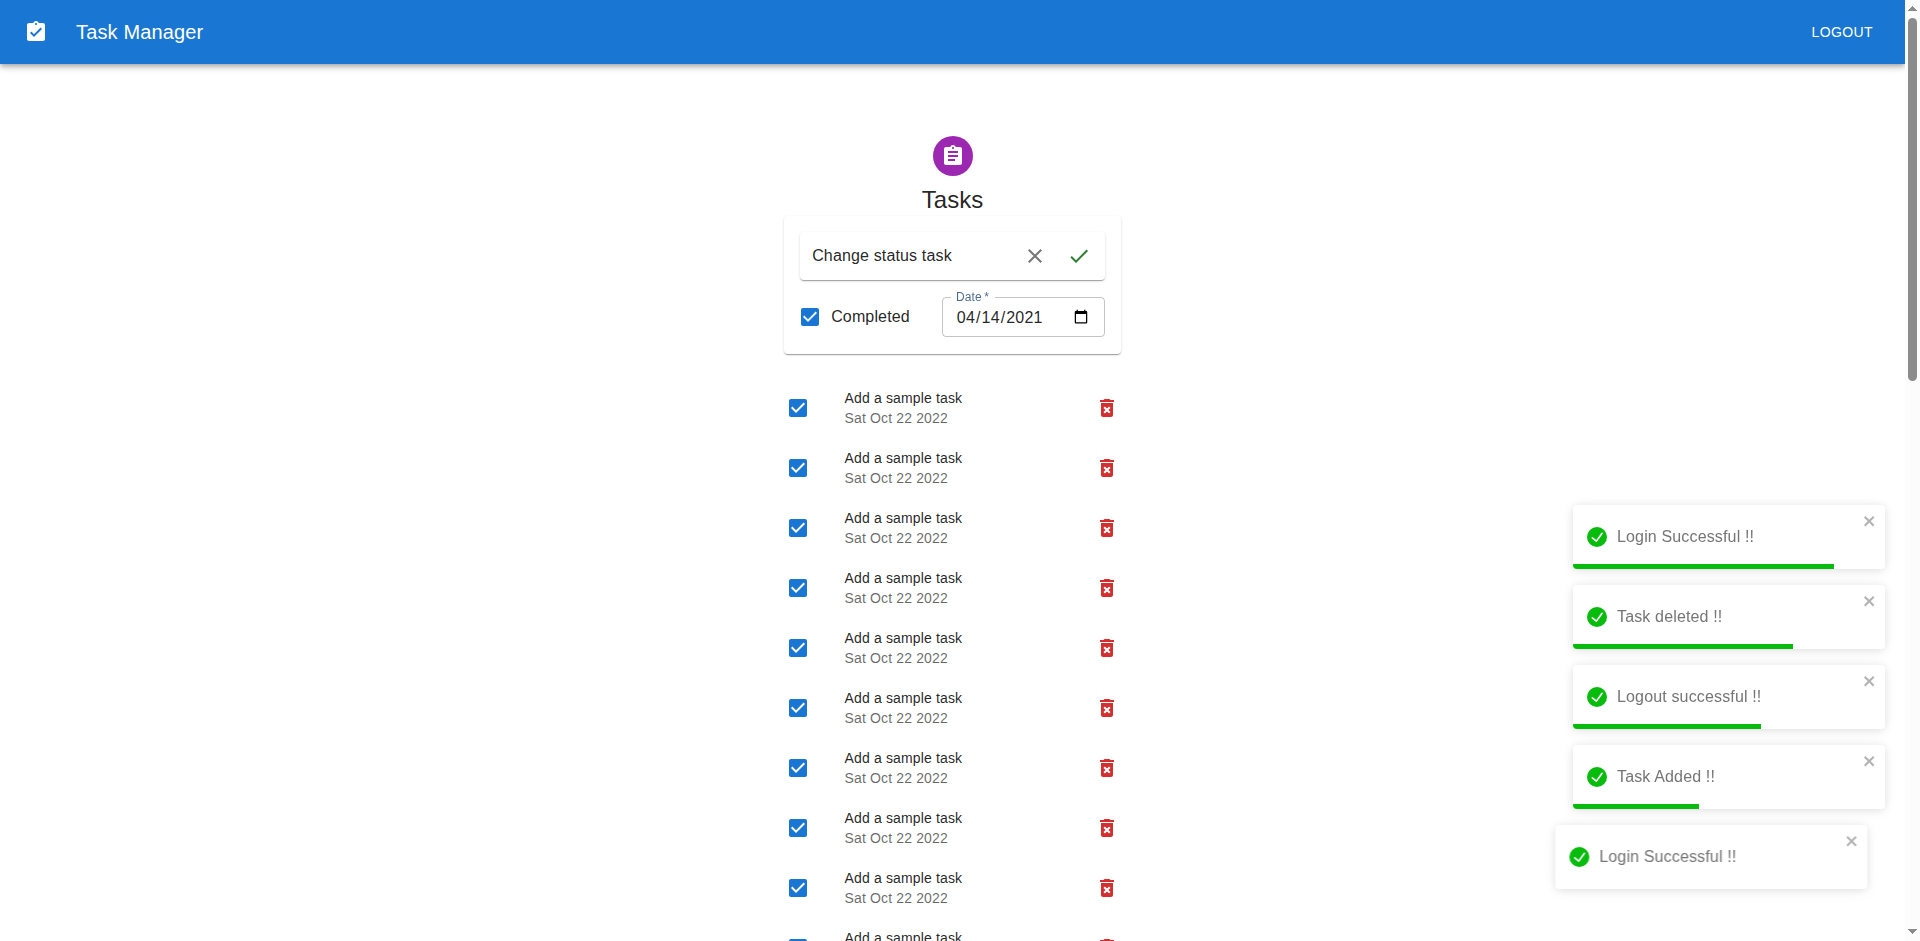 Task Manager
LOGOUT
Tasks
Change status task
Date *
Completed
04/14/2021
Add a sample task
Sat Oct 22 2022
Add a sample task
Sat Oct 22 2022
Add a sample task
Sat Oct 22 2022
Add a sample task
Sat Oct 22 2022
Add a sample task
Sat Oct 22 2022
Add a sample task
Sat Oct 22 2022
Add a sample task
Sat Oct 22 2022
Add a sample task
Sat Oct 22 2022
Add a sample task
Sat Oct 22 2022
Add a sample task
Login Successful !!
Task deleted !!
Logout successful !!
Task Added !!
Login Successful !!